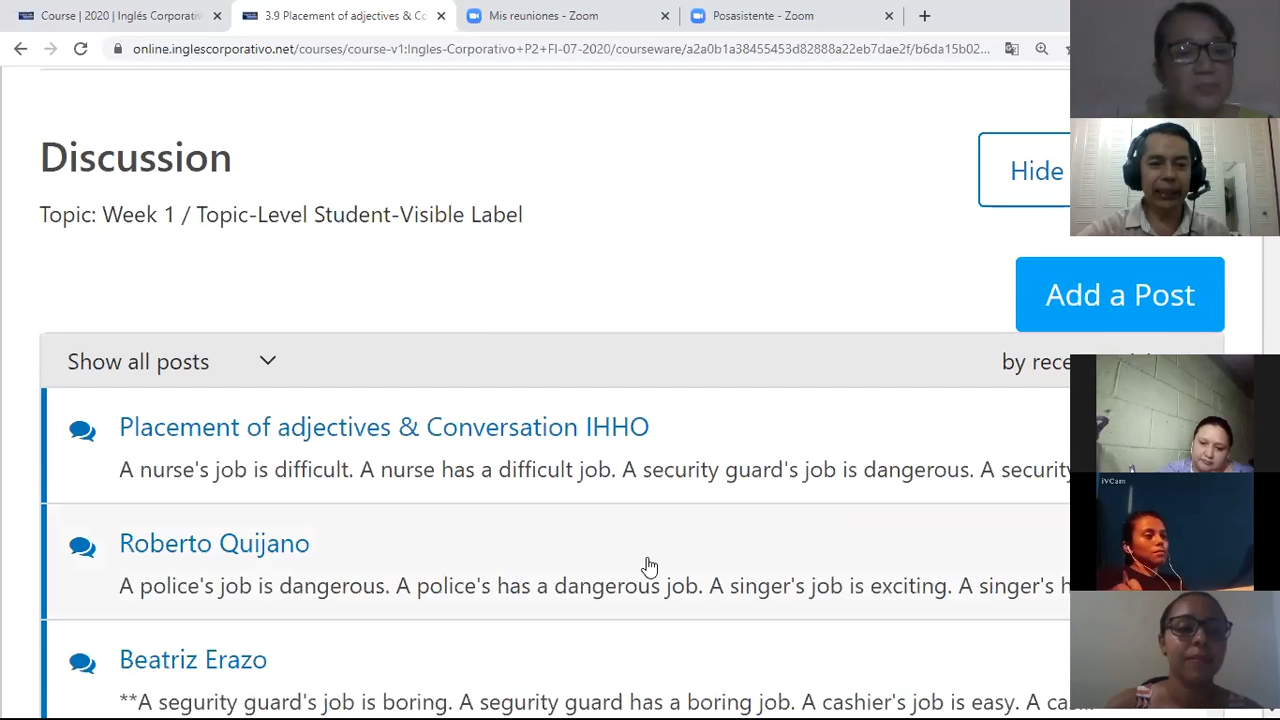 Course | 2020 | Inglés Corporativ
3.9 Placement of adjectives & Co
Mis reuniones - Zoom
Posasistente - Zoom
online.inglescorporativo.net/courses/course-v1:Ingles-Corporativo+P2+FI-07-2020/courseware/a2a0b1a38455453d82888a22eb7dae2f/b6da15b02...
Discussion
Hide
Topic: Week 1 / Topic-Level Student-Visible Label
Add a Post
Show all posts
by rece
Placement of adjectives & Conversation IHHO
A nurse's job is difficult. A nurse has a difficult job. A security guard's job is dangerous. A security
iVCam
Roberto Quijano
A police's job is dangerous. A police's has a dangerous job. A singer's job is exciting. A singer's h
Beatriz Erazo
**A segurity guard's job is boring. A segurity guard has a boring job. A cashier's job is easy. A cas